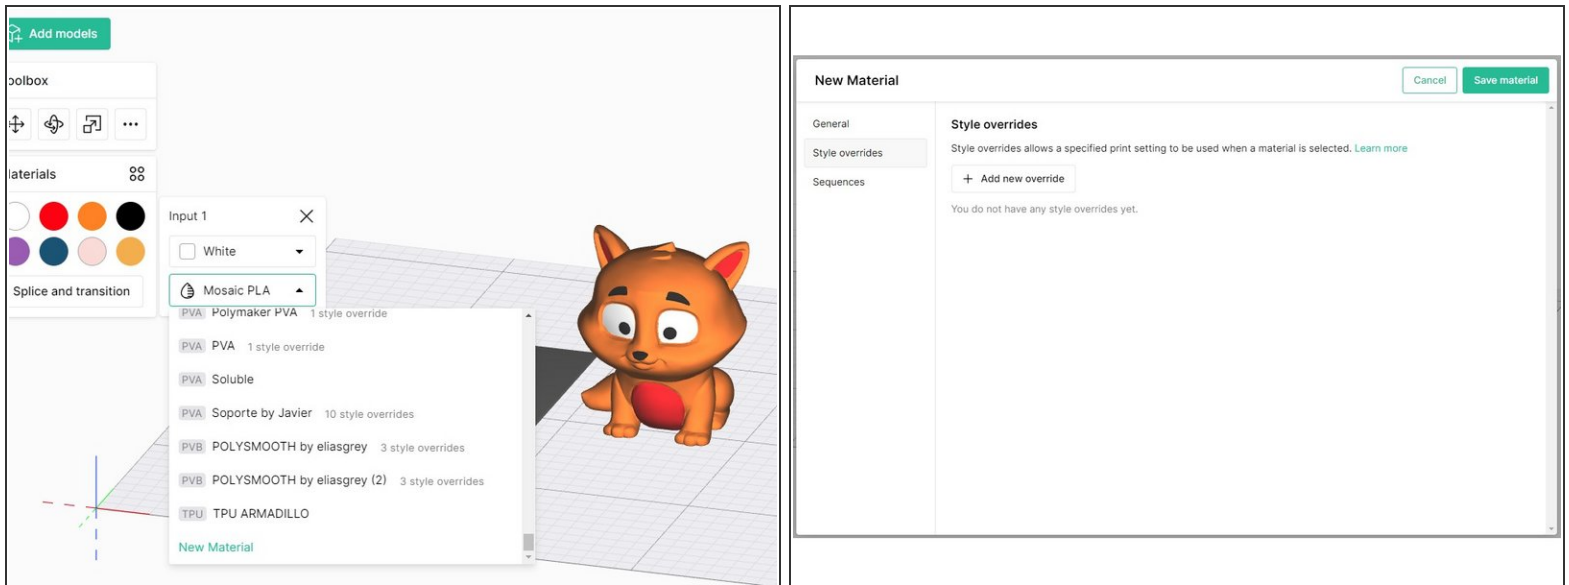 Add models
oolbox
aterials
Input 1
White
Splice and transition
Mosaic PLA
PVA Polymaker PVA 1 style override
PVA PVA 1 style override
PVA Soluble
PVA Soporte by Javier 10 style overrides
PVB POLYSMOOTH by eliasgrey 3 style overrides
PVB POLYSMOOTH by eliasgrey (2) 3 style overrides
TPU TPU ARMADILLO
New Material
New Material
Cancel
Save material
General
Style overrides
Sequences
Style overrides
Style overrides allows a specified print setting to be used when a material is selected. Learn more
+ Add new override
You do not have any style overrides yet.